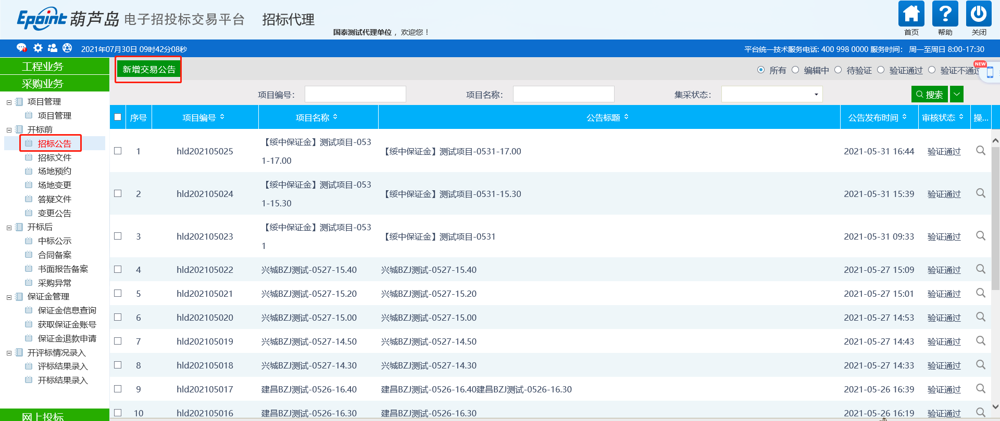 Epoint 葫芦岛 电子招投标交易平台 招标代理
国泰测试代理单位 ，欢迎您！
首页
帮助
关闭
2021年07月30日 09时42分08秒
平台统一技术服务电话: 400 998 0000 服务时间: 周一至周日 8:00-17:30
工程业务
采购业务
项目管理
项目管理
开标前
招标公告
招标文件
场地预约
场地变更
答疑文件
变更公告
开标后
中标公示
合同备案
书面报告备案
采购异常
保证金管理
保证金信息查询
获取保证金账号
保证金退款申请
开评标情况录入
评标结果录入
开标结果录入
网上投标
新增交易公告
所有 编辑中 待验证 验证通过 验证不通过
NEW
项目编号： 项目名称： 集采状态： 搜索
序号 项目编号 项目名称 公告标题 公告发布时间 审核状态 操...
1 hld202105025 【绥中保证金】测试项目-053
1-17.00 【绥中保证金】测试项目-0531-17.00 2021-05-31 16:44 验证通过
2 hld202105024 【绥中保证金】测试项目-053
1-15.30 【绥中保证金】测试项目-0531-15.30 2021-05-31 15:39 验证通过
3 hld202105023 【绥中保证金】测试项目-053
1 【绥中保证金】测试项目-0531 2021-05-31 09:33 验证通过
4 hld202105022 兴城BZJ测试-0527-15.40 兴城BZJ测试-0527-15.40 2021-05-27 15:09 验证通过
5 hld202105021 兴城BZJ测试-0527-15.20 兴城BZJ测试-0527-15.20 2021-05-27 15:01 验证通过
6 hld202105020 兴城BZJ测试-0527-15.00 兴城BZJ测试-0527-15.00 2021-05-27 14:53 验证通过
7 hld202105019 兴城BZJ测试-0527-14.50 兴城BZJ测试-0527-14.50 2021-05-27 14:43 验证通过
8 hld202105018 兴城BZJ测试-0527-14.30 兴城BZJ测试-0527-14.30 2021-05-27 14:33 验证通过
9 hld202105017 建昌BZJ测试-0526-16.40 建昌BZJ测试-0526-16.40建昌BZJ测试-0526-16.30 2021-05-26 16:39 验证通过
10 hld202105016 建昌BZJ测试-0526-16.30 建昌BZJ测试-0526-16.30 2021-05-26 16:19 验证通过